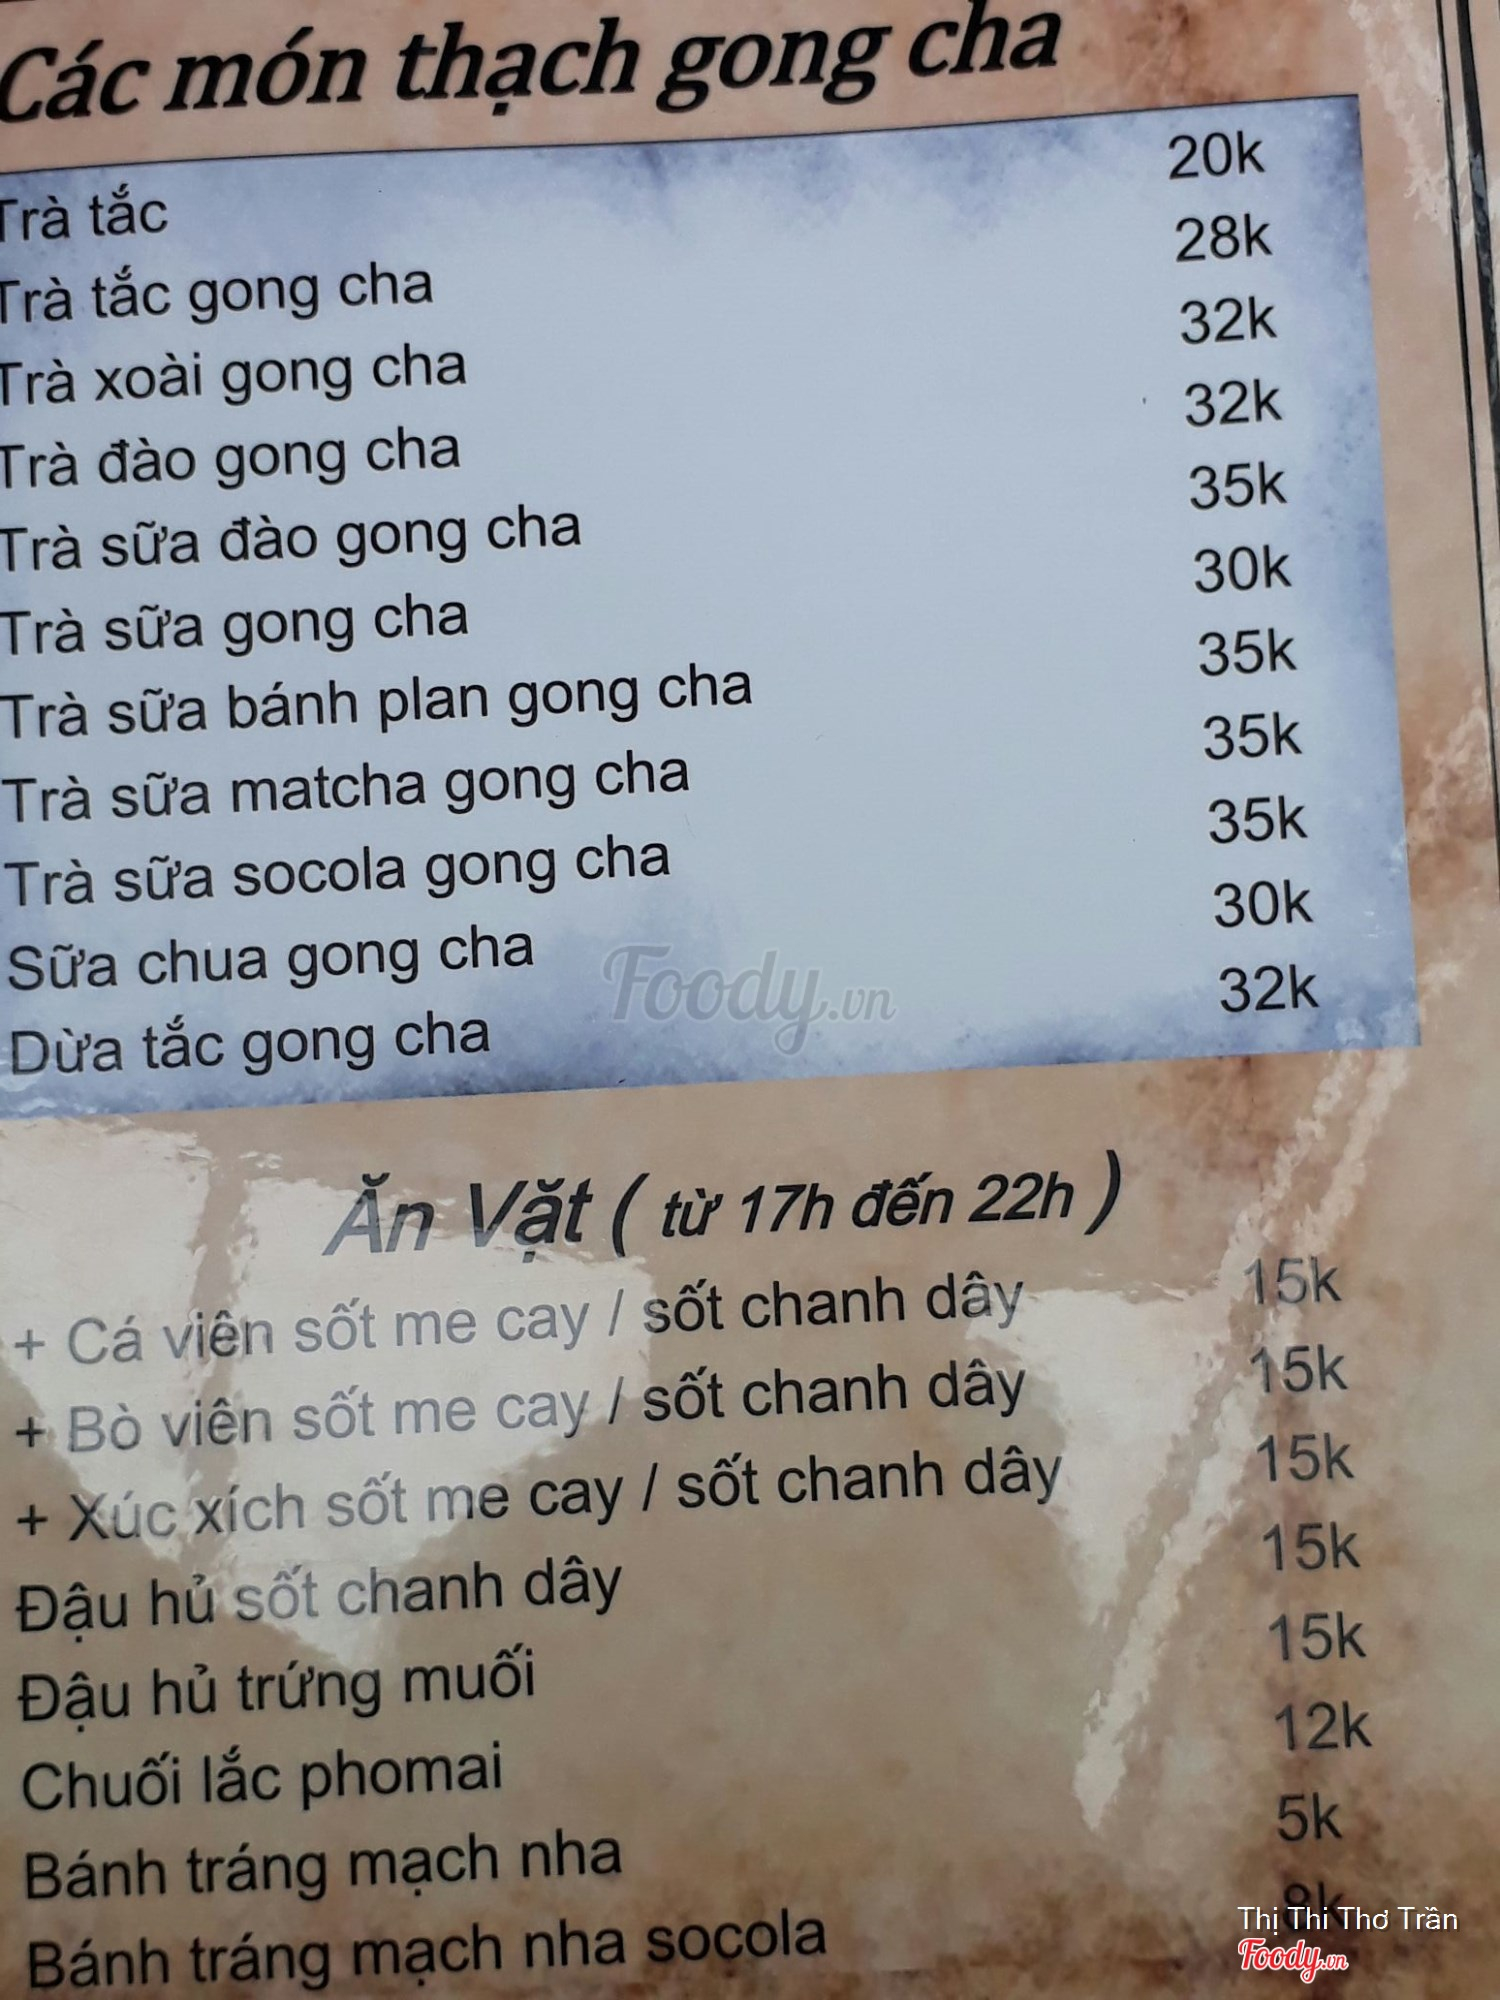 Các món thạch gong cha
Trà tắc 20k
Trà tắc gong cha 28k
Trà xoài gong cha 32k
Trà đào gong cha 32k
Trà sữa đào gong cha 35k
Trà sữa gong cha 30k
Trà sữa bánh plan gong cha 35k
Trà sữa matcha gong cha 35k
Trà sữa socola gong cha 35k
Sữa chua gong cha 30k
Dừa tắc gong cha 32k
Foody.vn
Ăn Vặt ( từ 17h đến 22h )
+ Cá viên sốt me cay / sốt chanh dây 15k
+ Bò viên sốt me cay / sốt chanh dây 15k
+ Xúc xích sốt me cay / sốt chanh dây 15k
Đậu hủ sốt chanh dây 15k
Đậu hủ trứng muối 15k
Chuối lắc phomai 12k
Bánh tráng mạch nha 5k
Bánh tráng mạch nha socola 8k
Thị Thi Thơ Trần
Foody.vn